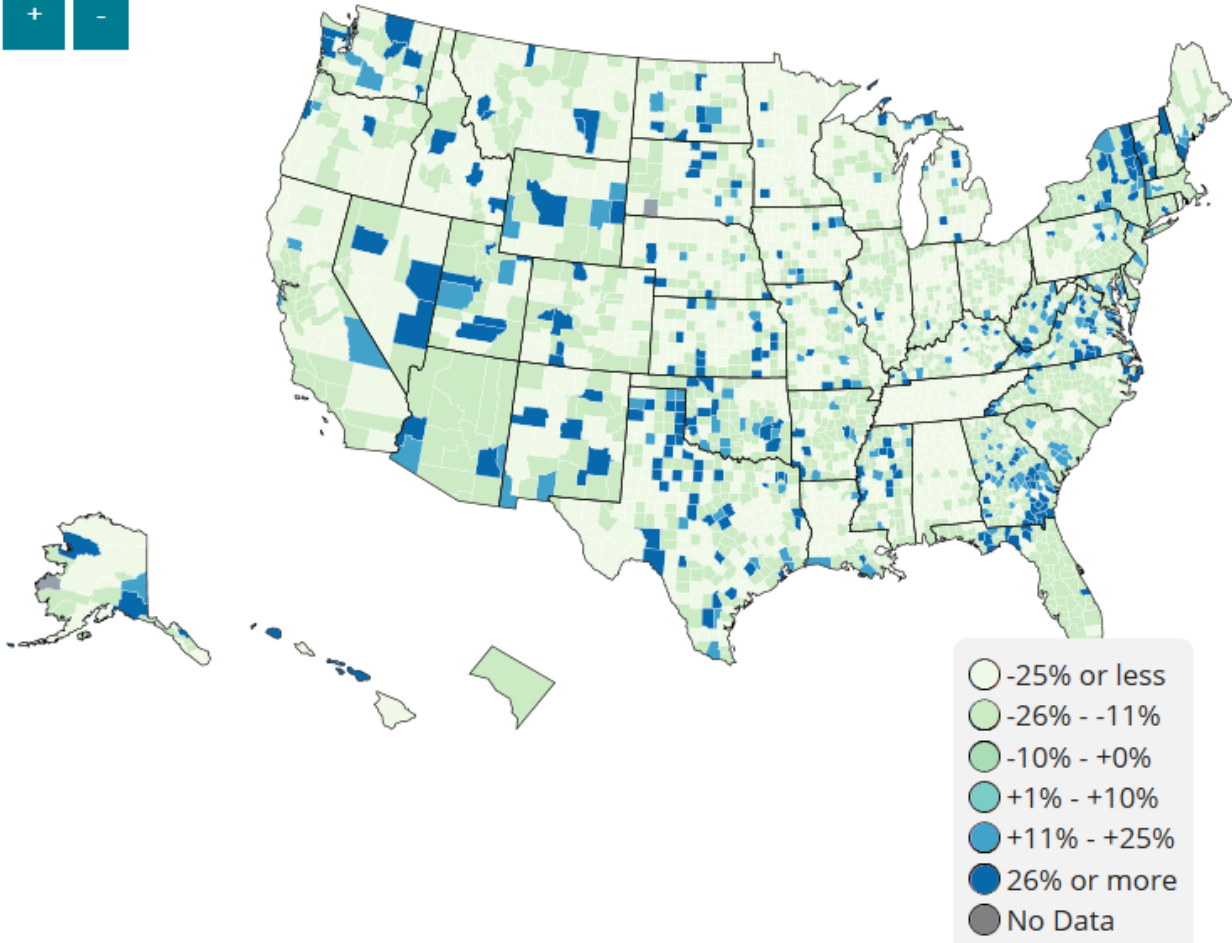 + -
-25% or less
-26% - -11%
-10% - +0%
+1% - +10%
+11% - +25%
26% or more
No Data